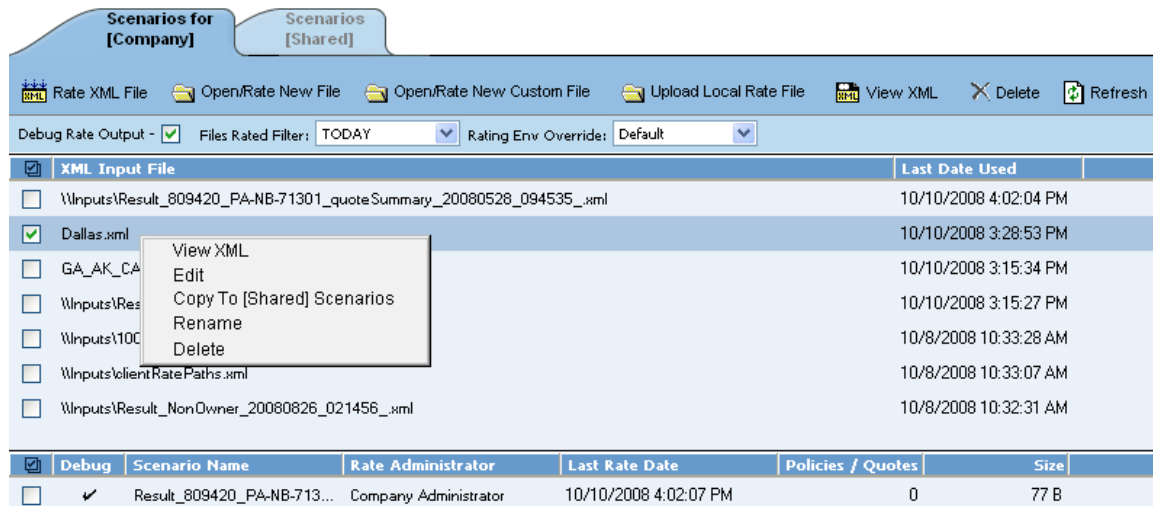 Scenarios for [Company]
Scenarios [Shared]
Rate XML File Open/Rate New File Open/Rate New Custom File Upload Local Rate File View XML Delete Refresh
Debug Rate Output - Files Rated Filter: TODAY Rating Env Override: Default
XML Input File Last Date Used
\\Inputs\Result_809420_PA-NB-71301_quoteSummary_20080528_094535_.xml 10/10/2008 4:02:04 PM
Dallas.xml 10/10/2008 3:28:53 PM
View XML
Edit
Copy To [Shared] Scenarios
Rename
Delete
GA_AK_CA 10/10/2008 3:15:34 PM
\\Inputs\Res 10/10/2008 3:15:27 PM
\\Inputs\100 10/8/2008 10:33:28 AM
\\Inputs\clientRatePaths.xml 10/8/2008 10:33:07 AM
\\Inputs\Result_NonOwner_20080826_021456_.xml 10/8/2008 10:32:31 AM
Debug Scenario Name Rate Administrator Last Rate Date Policies / Quotes Size
Result_809420_PA-NB-713... Company Administrator 10/10/2008 4:02:07 PM 0 77 B